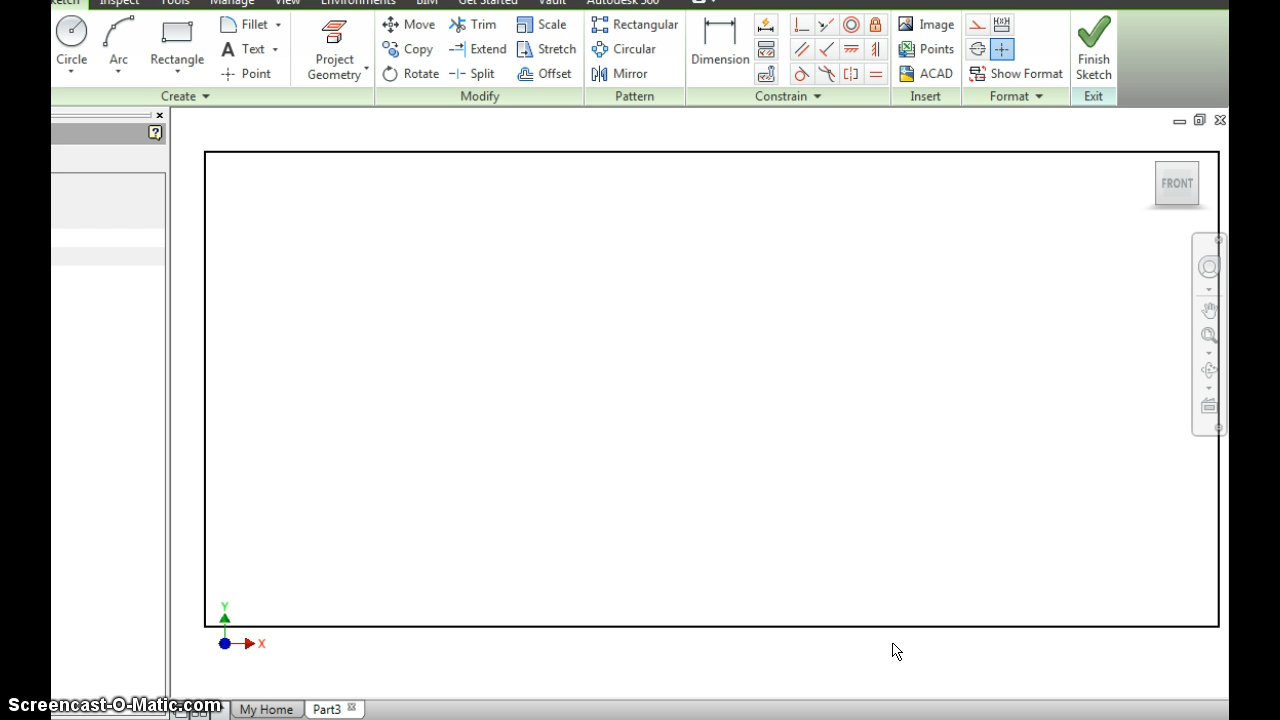 Inspect Tools Manage View Environments BIM Get Started Vault Autodesk 360
Circle Arc Rectangle Fillet Text Point Project Geometry
Move Trim Scale
Copy Extend Stretch
Rotate Split Offset
Rectangular
Circular
Mirror
Dimension
Image
Points
ACAD
Show Format
Finish Sketch
Create Modify Pattern Constrain Insert Format Exit
FRONT
Y
X
My Home Part3
Screencast-O-Matic.com